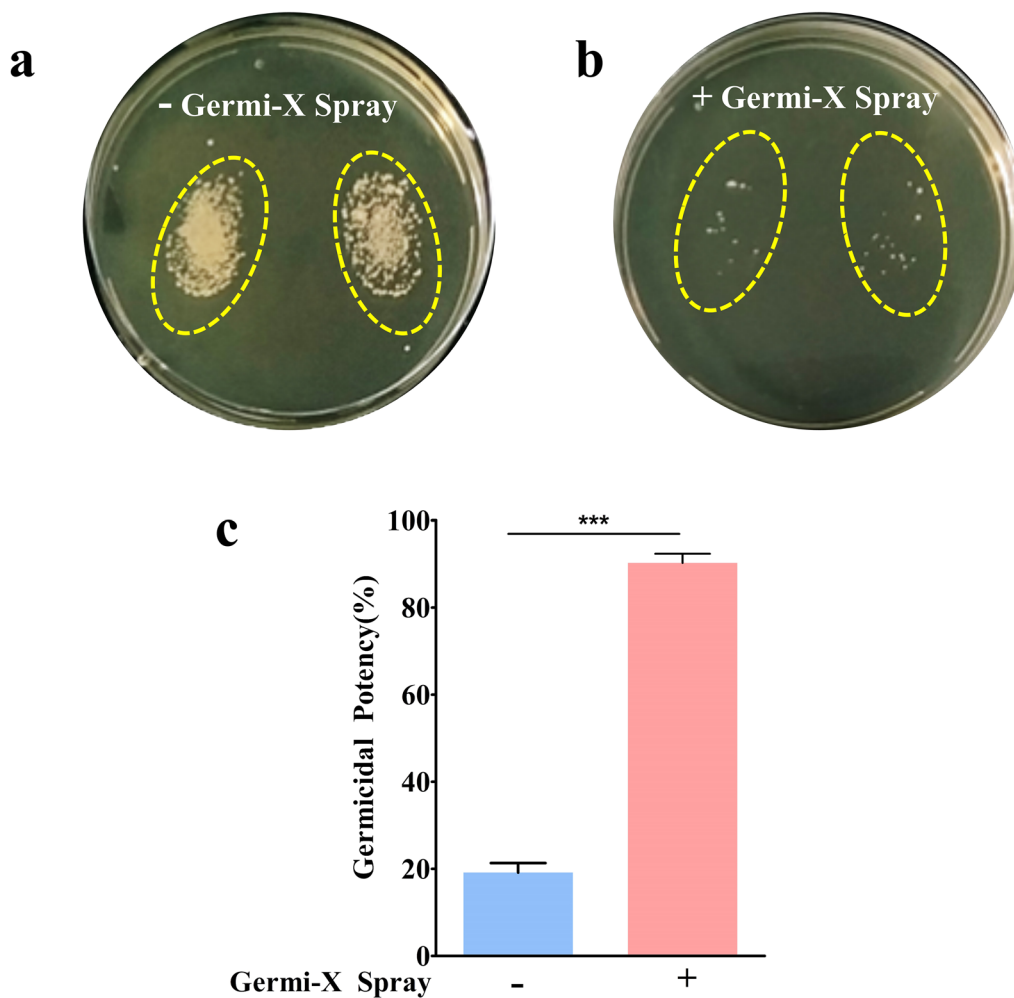 a
- Germi-X Spray
b
+ Germi-X Spray
c
***
100
80
60
40
20
0
Germicidal Potency(%)
Germi-X Spray - +